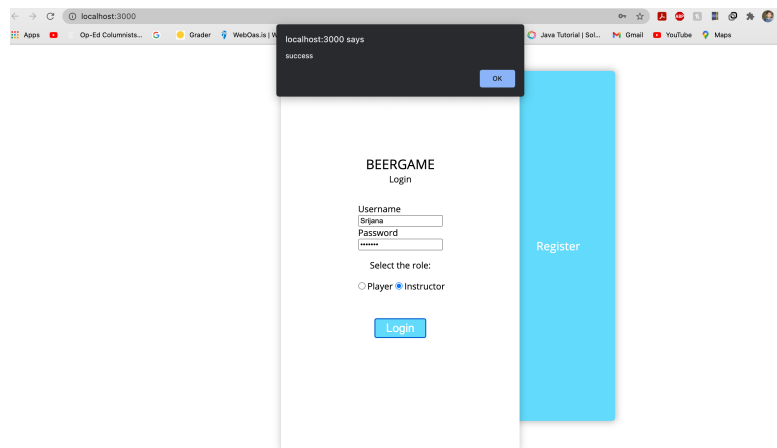 localhost:3000
Apps Op-Ed Columnists... Grader WebOas.is | W Java Tutorial | Sol... Gmail YouTube Maps
localhost:3000 says
success
OK
BEERGAME
Login
Username
Srijana
Password
•••••••
Select the role:
Player Instructor
Login
Register